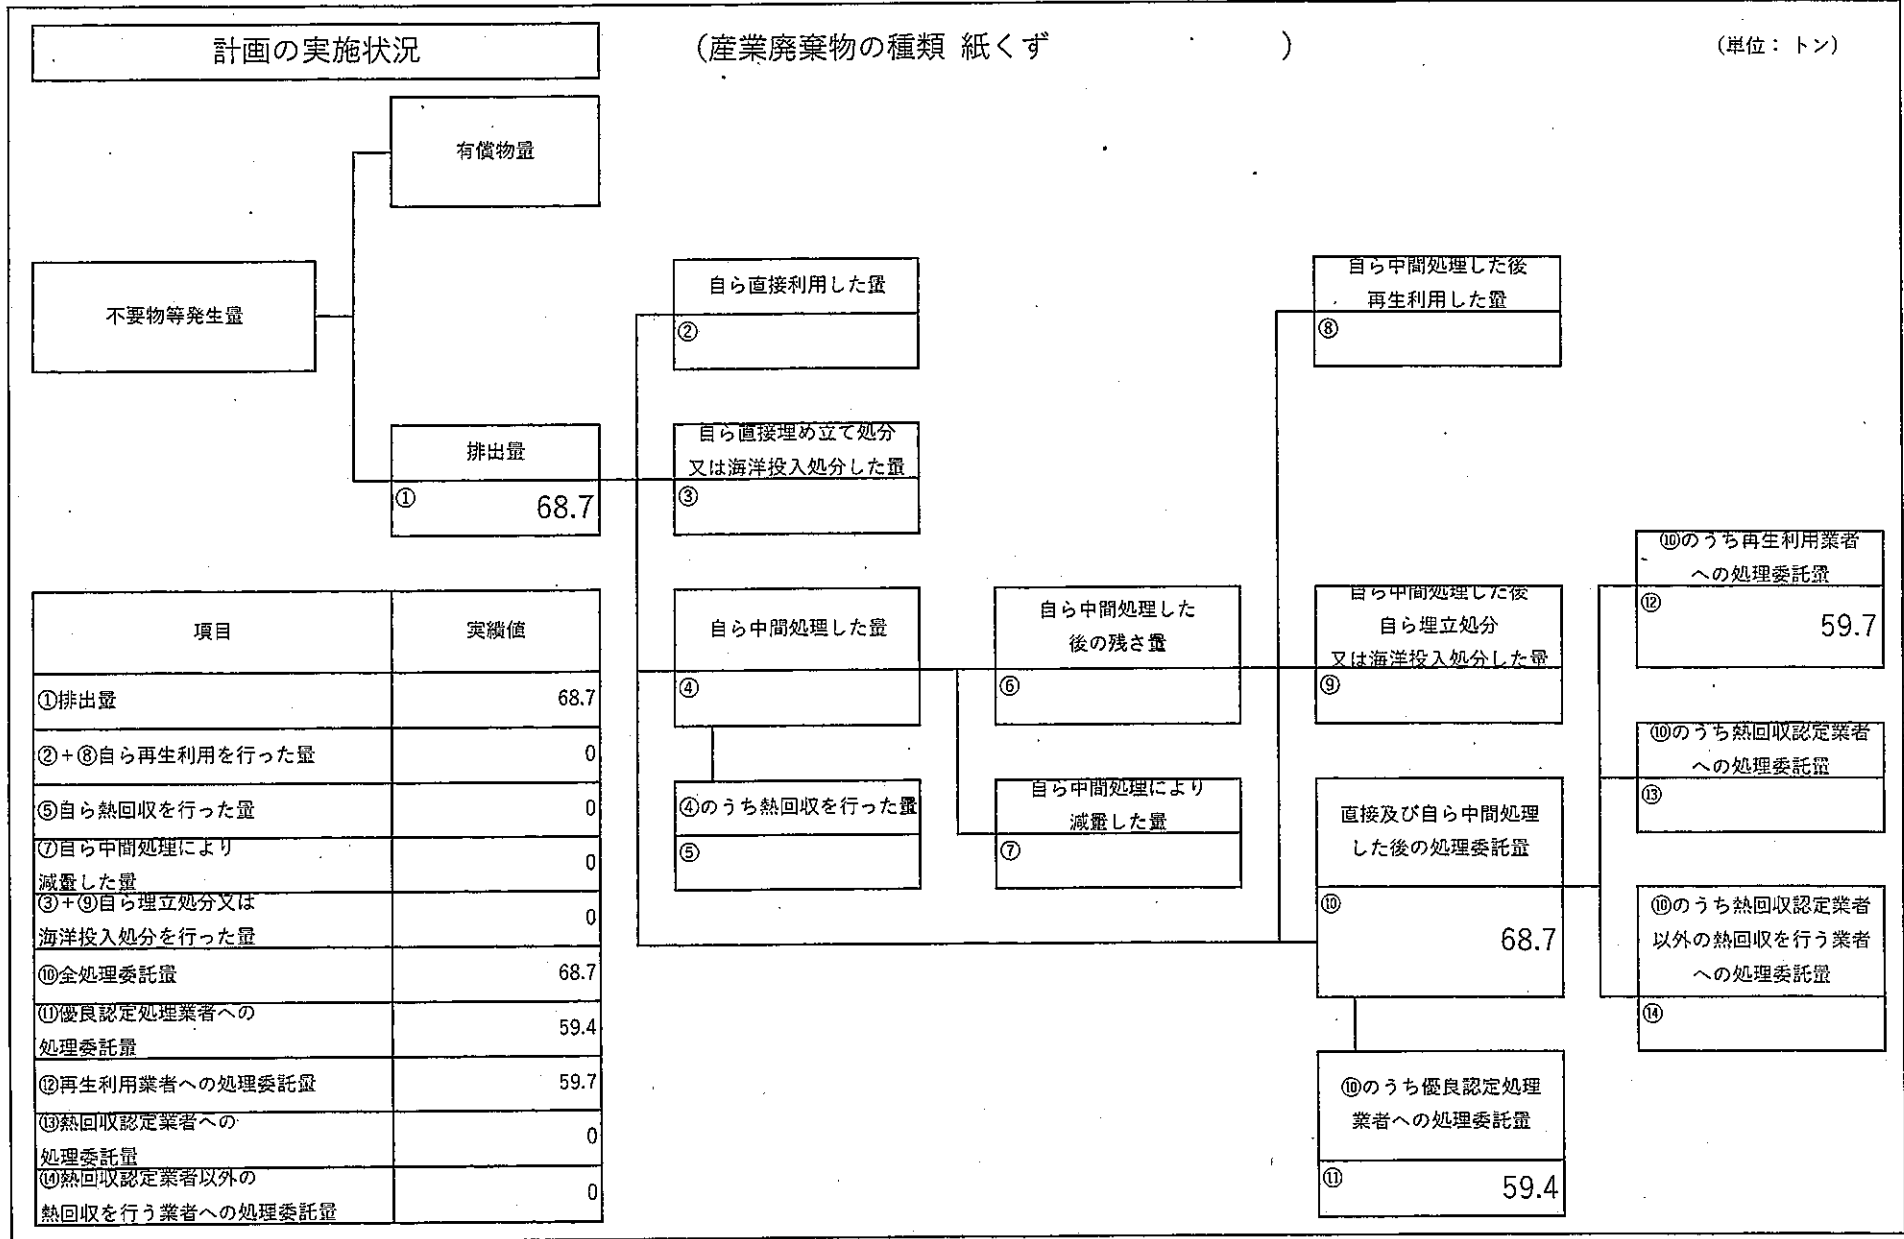 計画の実施状況
(産業廃棄物の種類 紙くず )
(単位：トン)
有償物量
不要物等発生量
排出量
①
68.7
自ら直接利用した量
②
自ら直接埋め立て処分
又は海洋投入処分した量
③
自ら中間処理した量
④
④のうち熱回収を行った量
⑤
自ら中間処理した
後の残さ量
⑥
自ら中間処理により
減量した量
⑦
自ら中間処理した後
再生利用した量
⑧
自ら中間処理した後
自ら埋立処分
又は海洋投入処分した量
⑨
直接及び自ら中間処理
した後の処理委託量
⑩
68.7
⑩のうち優良認定処理
業者への処理委託量
⑪
59.4
⑩のうち再生利用業者
への処理委託量
⑫
59.7
⑩のうち熱回収認定業者
への処理委託量
⑬
⑩のうち熱回収認定業者
以外の熱回収を行う業者
への処理委託量
⑭
項目 実績値
①排出量 68.7
②+⑧自ら再生利用を行った量 0
⑤自ら熱回収を行った量 0
⑦自ら中間処理により
減量した量 0
③+⑨自ら埋立処分又は
海洋投入処分を行った量 0
⑩全処理委託量 68.7
⑪優良認定処理業者への
処理委託量 59.4
⑫再生利用業者への処理委託量 59.7
⑬熱回収認定業者への
処理委託量 0
⑭熱回収認定業者以外の
熱回収を行う業者への処理委託量 0